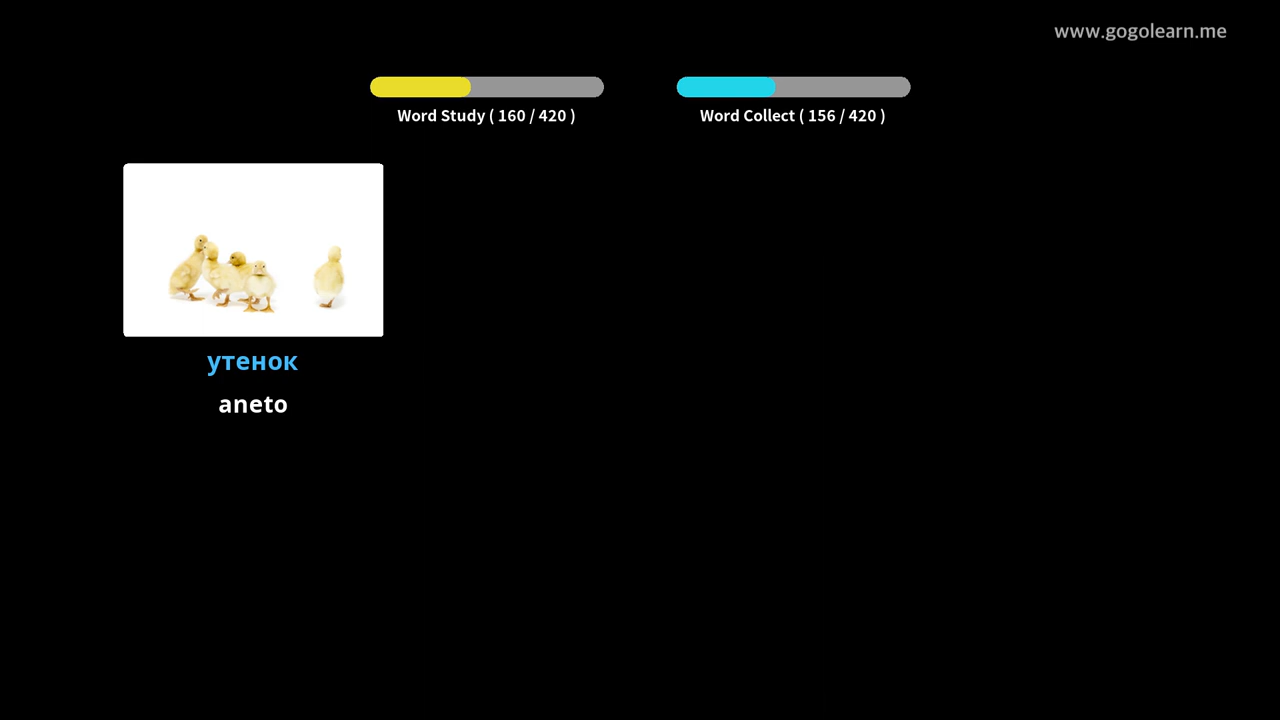 www.gogolearn.me
Word Study ( 160 / 420 )
Word Collect ( 156 / 420 )
утенок
aneto